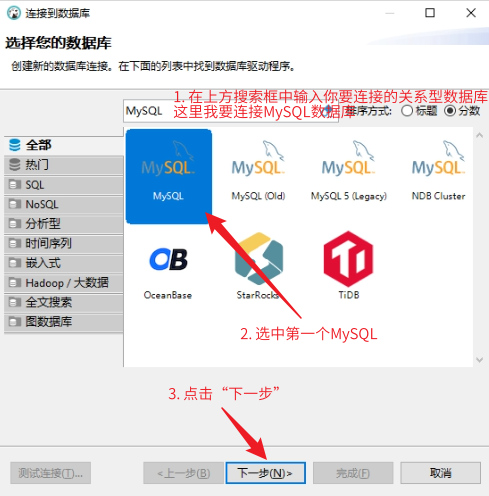 连接到数据库
选择您的数据库
创建新的数据库连接。在下面的列表中找到数据库驱动程序。
1. 在上方搜索框中输入你要连接的关系型数据库
这里我要连接MySQL数据库
MySQL
排序方式: 标题 分数
全部
热门
SQL
NoSQL
分析型
时间序列
嵌入式
Hadoop / 大数据
全文搜索
图数据库
MySQL MySQL MySQL MySQL
MySQL MySQL (Old) MySQL 5 (Legacy) NDB Cluster
OB
OceanBase StarRocks TiDB
2. 选中第一个MySQL
3. 点击“下一步”
测试连接(T)... <上一步(B) 下一步(N)> 完成(F) 取消